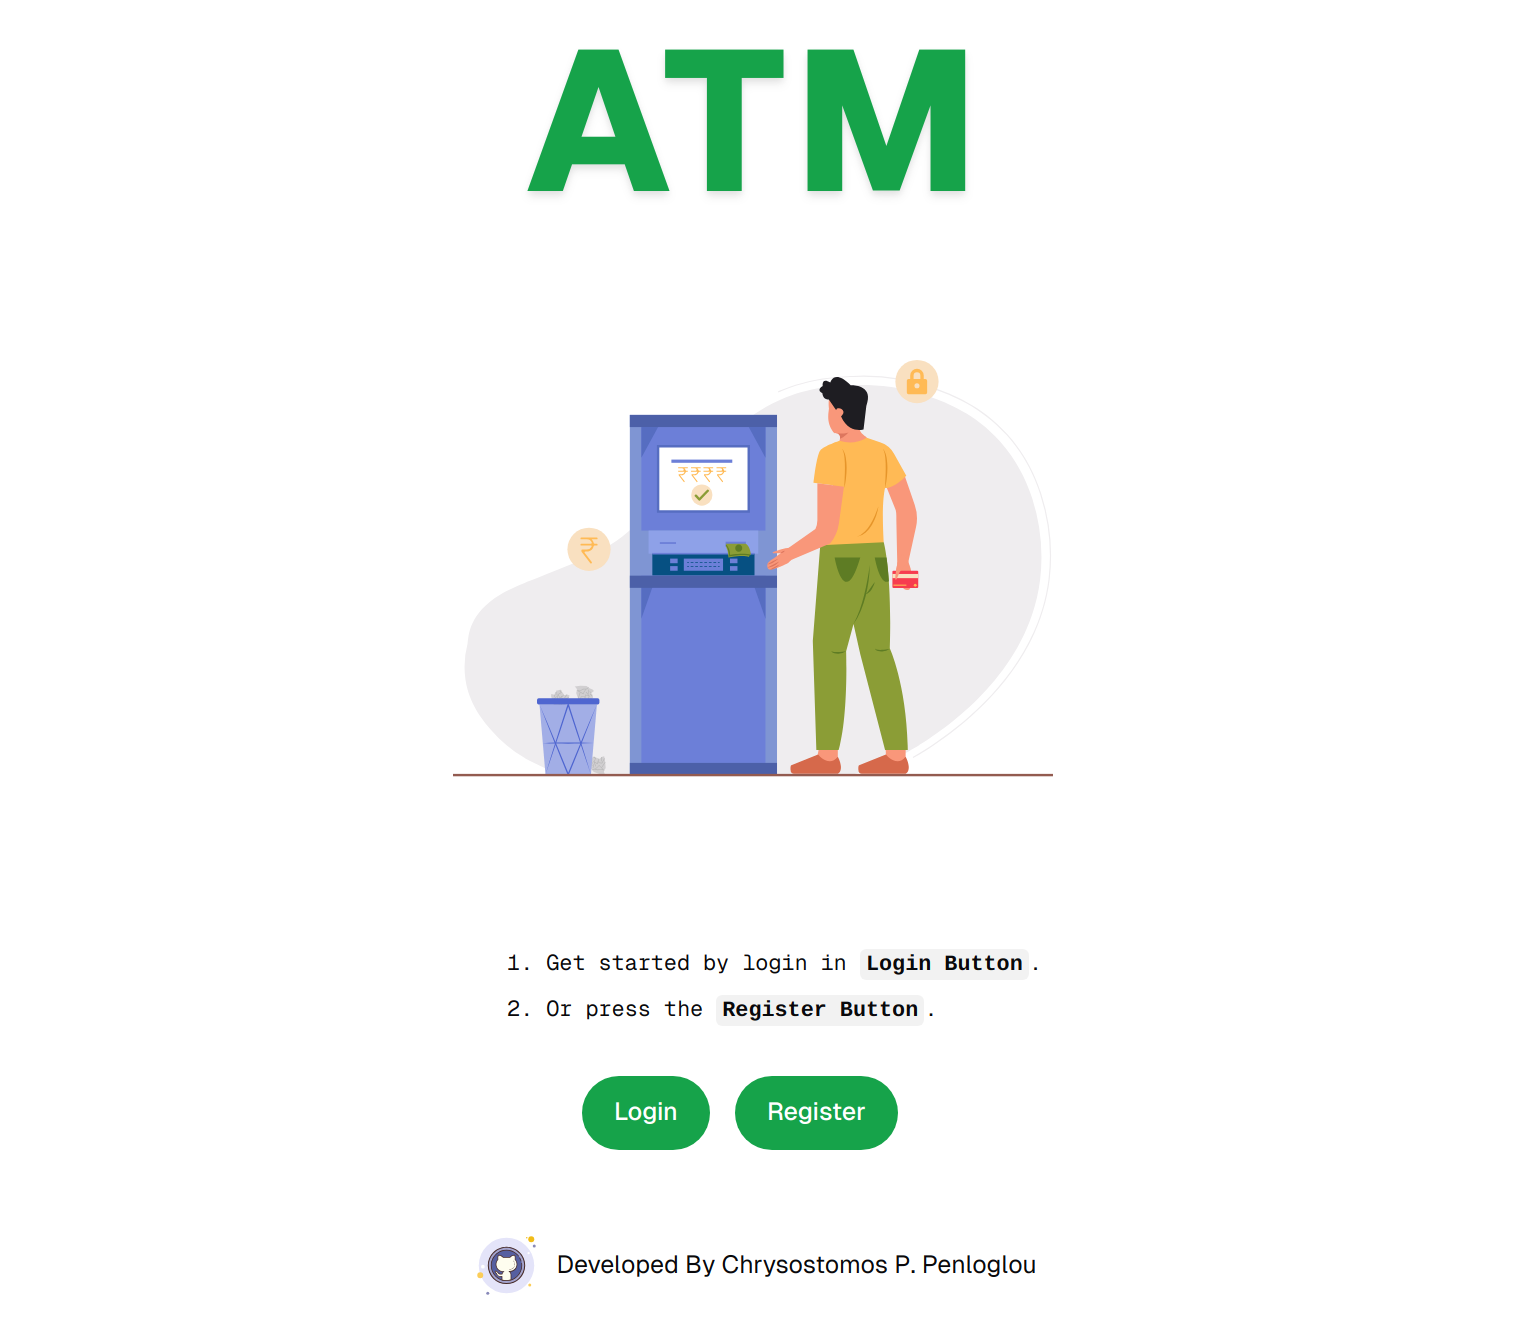 ATM
₹₹₹₹
₹
1. Get started by login in Login Button.
2. Or press the Register Button.
Login
Register
Developed By Chrysostomos P. Penloglou